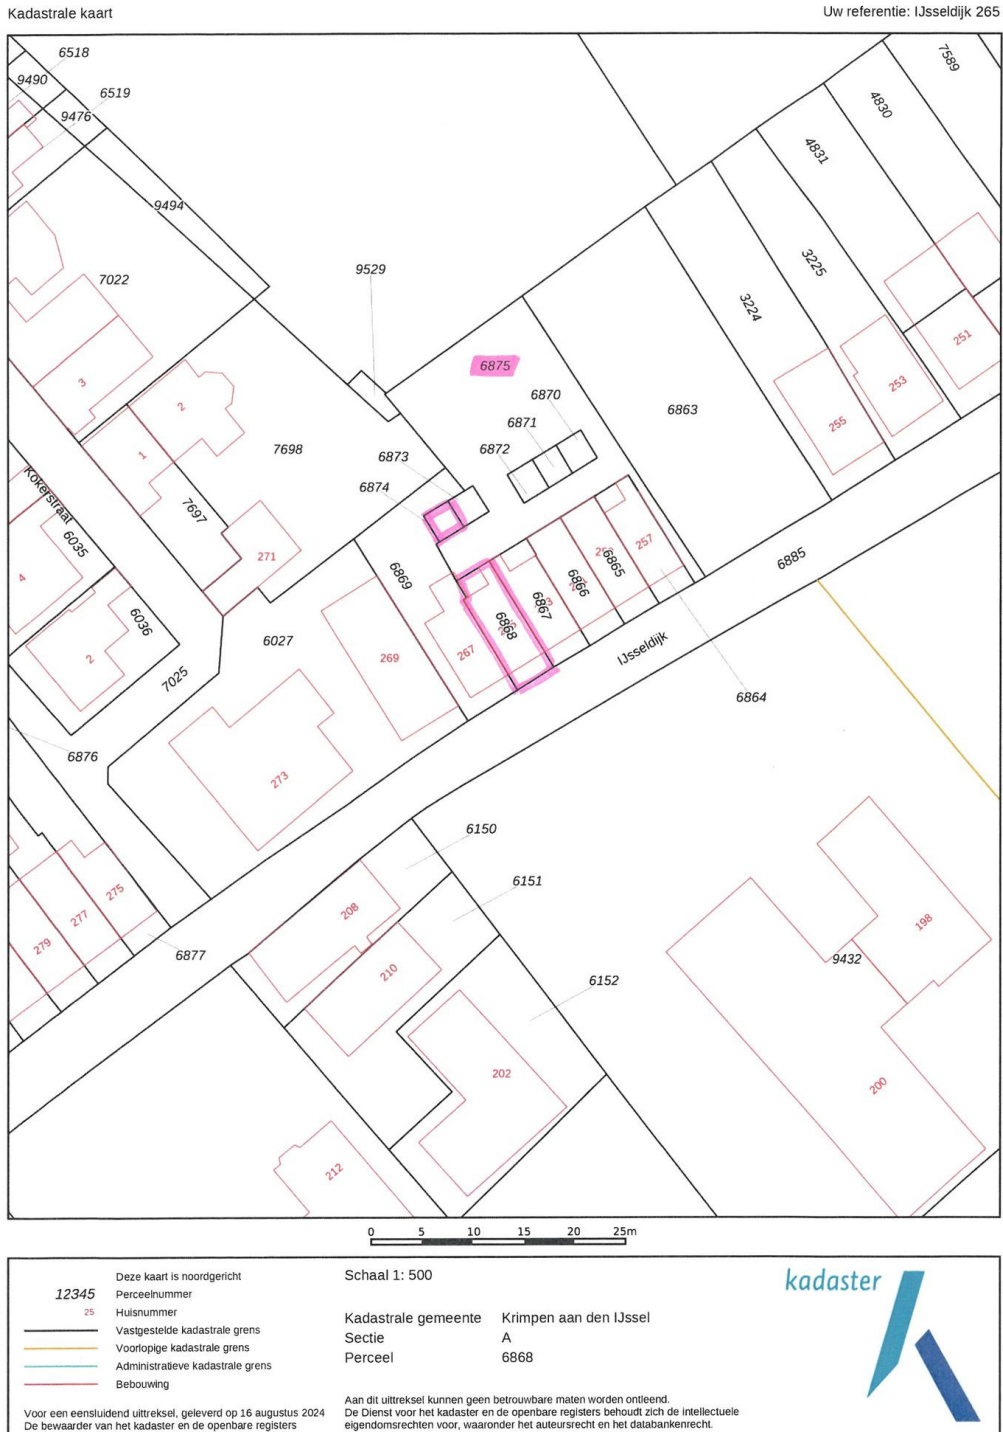 Kadastrale kaart
Uw referentie: IJsseldijk 265
6518
9490
6519
9476
7589
4830
4831
9494
7022
9529
3225
3224
251
253
255
3
2
1
6875
6870
6871
6872
6863
7698
6873
6874
Kokerstraat
7697
6035
4
271
6869
6036
2
6027
7025
269
267
6868
6867
6866
6865
257
6885
IJsseldijk
6864
273
6876
275
277
279
6877
6150
6151
208
210
6152
202
212
198
9432
200
0 5 10 15 20 25m
Deze kaart is noordgericht
12345 Perceelnummer
25 Huisnummer
Vastgestelde kadastrale grens
Voorlopige kadastrale grens
Administratieve kadastrale grens
Bebouwing
Voor een eensluidend uittreksel, geleverd op 16 augustus 2024
De bewaarder van het kadaster en de openbare registers
Schaal 1: 500
Kadastrale gemeente Krimpen aan den IJssel
Sectie A
Perceel 6868
Aan dit uittreksel kunnen geen betrouwbare maten worden ontleend.
De Dienst voor het kadaster en de openbare registers behoudt zich de intellectuele
eigendomsrechten voor, waaronder het auteursrecht en het databankenrecht.
kadaster